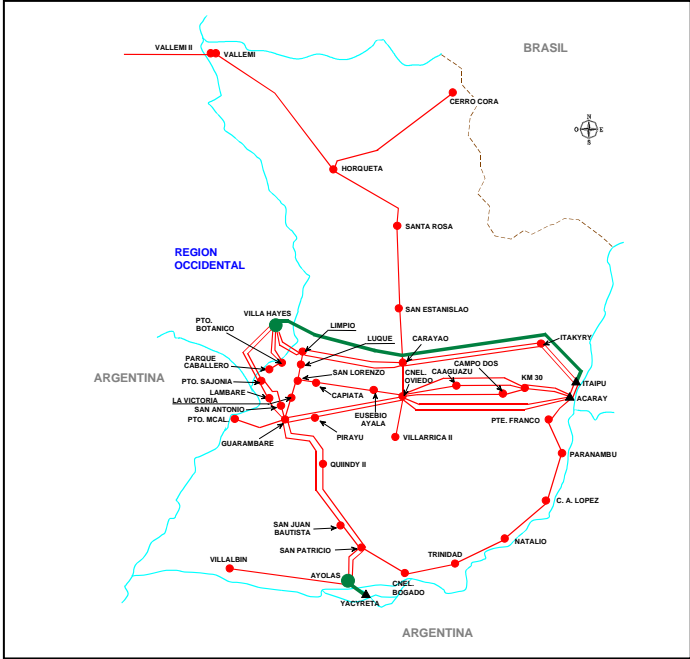 VALLEMI II
VALLEMI
BRASIL
CERRO CORA
N
O
E
S
HORQUETA
SANTA ROSA
REGION
OCCIDENTAL
SAN ESTANISLAO
VILLA HAYES
PTO.
BOTANICO
LIMPIO
LUQUE
CARAYAO
ITAKYRY
PARQUE
CABALLERO
ARGENTINA
PTO. SAJONIA
SAN LORENZO
CAPIATA
CNEL.
OVIEDO
CAMPO DOS
CAAGUAZU
KM 30
ITAIPU
ACARAY
LAMBARE
LA VICTORIA
SAN ANTONIO
PTO. MCAL
EUSEBIO
AYALA
PTE. FRANCO
GUARAMBARE
PIRAYU
VILLARRICA II
PARANAMBU
QUINDY II
C. A. LOPEZ
SAN JUAN
BAUTISTA
SAN PATRICIO
NATALIO
VILLALBIN
TRINIDAD
AYOLAS
CNEL.
BOGADO
YACYRETA
ARGENTINA